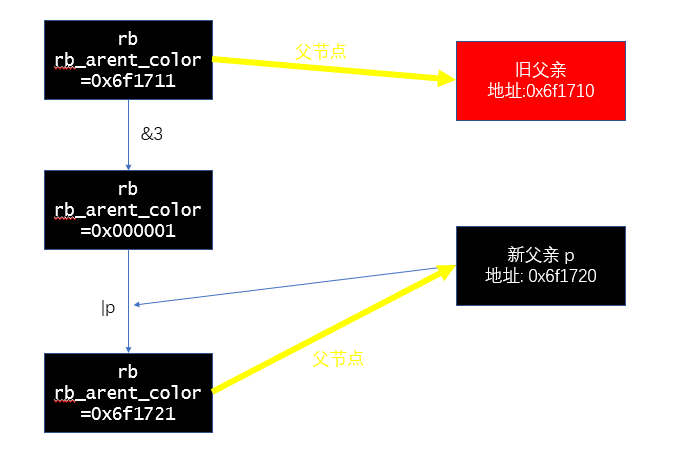 rb
rb_arent_color
=0x6f1711
父节点
旧父亲
地址:0x6f1710
&3
rb
rb_arent_color
=0x000001
新父亲 p
地址: 0x6f1720
|p
父节点
rb
rb_arent_color
=0x6f1721